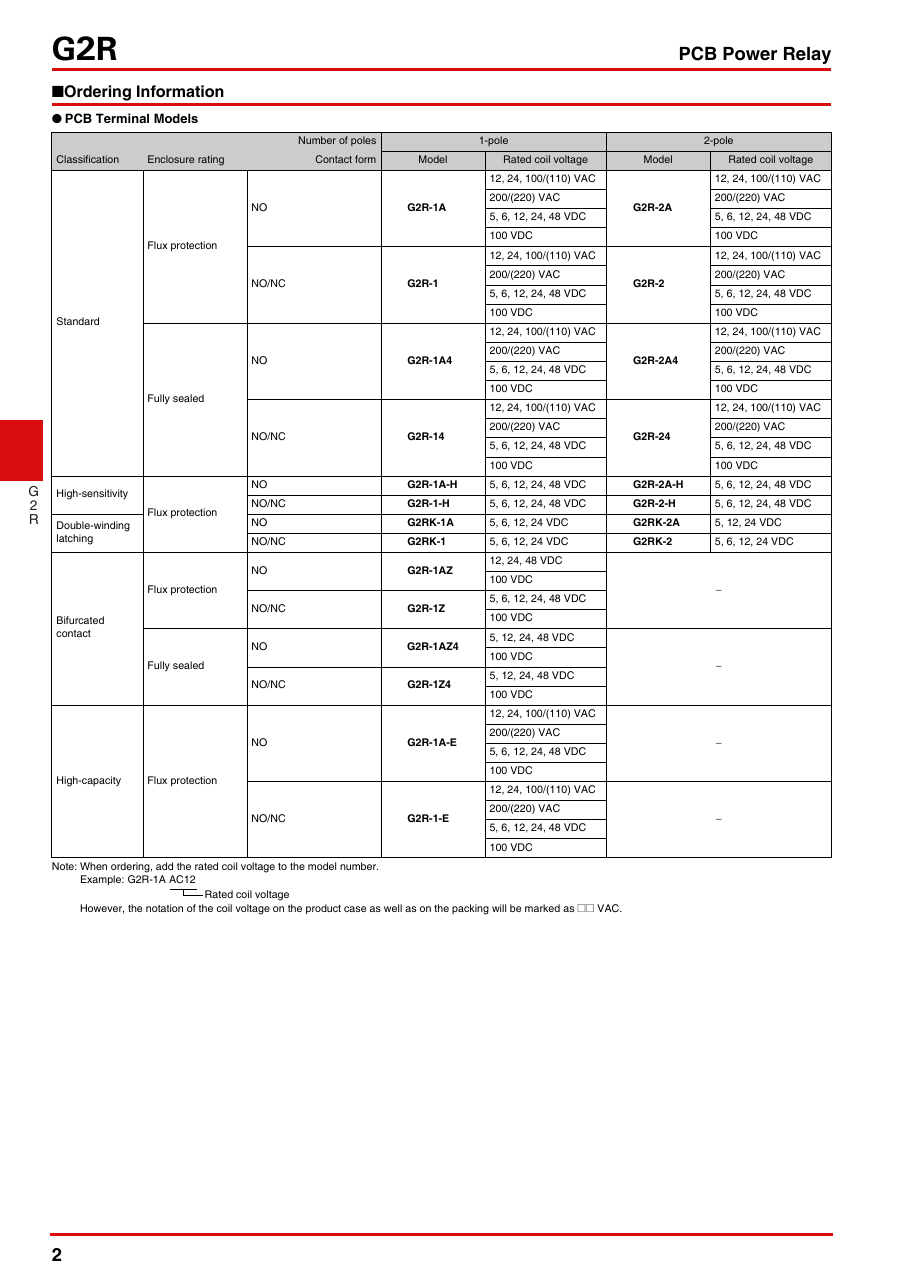 G2R
PCB Power Relay
■Ordering Information
● PCB Terminal Models
Number of poles 1-pole 2-pole
Classification Enclosure rating Contact form Model Rated coil voltage Model Rated coil voltage
Standard
Flux protection
NO G2R-1A G2R-2A
12, 24, 100/(110) VAC 12, 24, 100/(110) VAC
200/(220) VAC 200/(220) VAC
5, 6, 12, 24, 48 VDC 5, 6, 12, 24, 48 VDC
100 VDC 100 VDC
NO/NC G2R-1 G2R-2
12, 24, 100/(110) VAC 12, 24, 100/(110) VAC
200/(220) VAC 200/(220) VAC
5, 6, 12, 24, 48 VDC 5, 6, 12, 24, 48 VDC
100 VDC 100 VDC
Fully sealed
NO G2R-1A4 G2R-2A4
12, 24, 100/(110) VAC 12, 24, 100/(110) VAC
200/(220) VAC 200/(220) VAC
5, 6, 12, 24, 48 VDC 5, 6, 12, 24, 48 VDC
100 VDC 100 VDC
NO/NC G2R-14 G2R-24
12, 24, 100/(110) VAC 12, 24, 100/(110) VAC
200/(220) VAC 200/(220) VAC
5, 6, 12, 24, 48 VDC 5, 6, 12, 24, 48 VDC
100 VDC 100 VDC
High-sensitivity
Flux protection
NO G2R-1A-H 5, 6, 12, 24, 48 VDC G2R-2A-H 5, 6, 12, 24, 48 VDC
NO/NC G2R-1-H 5, 6, 12, 24, 48 VDC G2R-2-H 5, 6, 12, 24, 48 VDC
Double-winding
latching
NO G2RK-1A 5, 6, 12, 24 VDC G2RK-2A 5, 12, 24 VDC
NO/NC G2RK-1 5, 6, 12, 24 VDC G2RK-2 5, 6, 12, 24 VDC
Bifurcated
contact
Flux protection
NO G2R-1AZ
12, 24, 48 VDC
100 VDC
–
NO/NC G2R-1Z
5, 6, 12, 24, 48 VDC
100 VDC
Fully sealed
NO G2R-1AZ4
5, 12, 24, 48 VDC
100 VDC
–
NO/NC G2R-1Z4
5, 12, 24, 48 VDC
100 VDC
High-capacity
Flux protection
NO G2R-1A-E
12, 24, 100/(110) VAC
200/(220) VAC
5, 6, 12, 24, 48 VDC
100 VDC
–
NO/NC G2R-1-E
12, 24, 100/(110) VAC
200/(220) VAC
5, 6, 12, 24, 48 VDC
100 VDC
–
Note: When ordering, add the rated coil voltage to the model number.
Example: G2R-1A AC12
Rated coil voltage
However, the notation of the coil voltage on the product case as well as on the packing will be marked as □□ VAC.
G
2
R
2